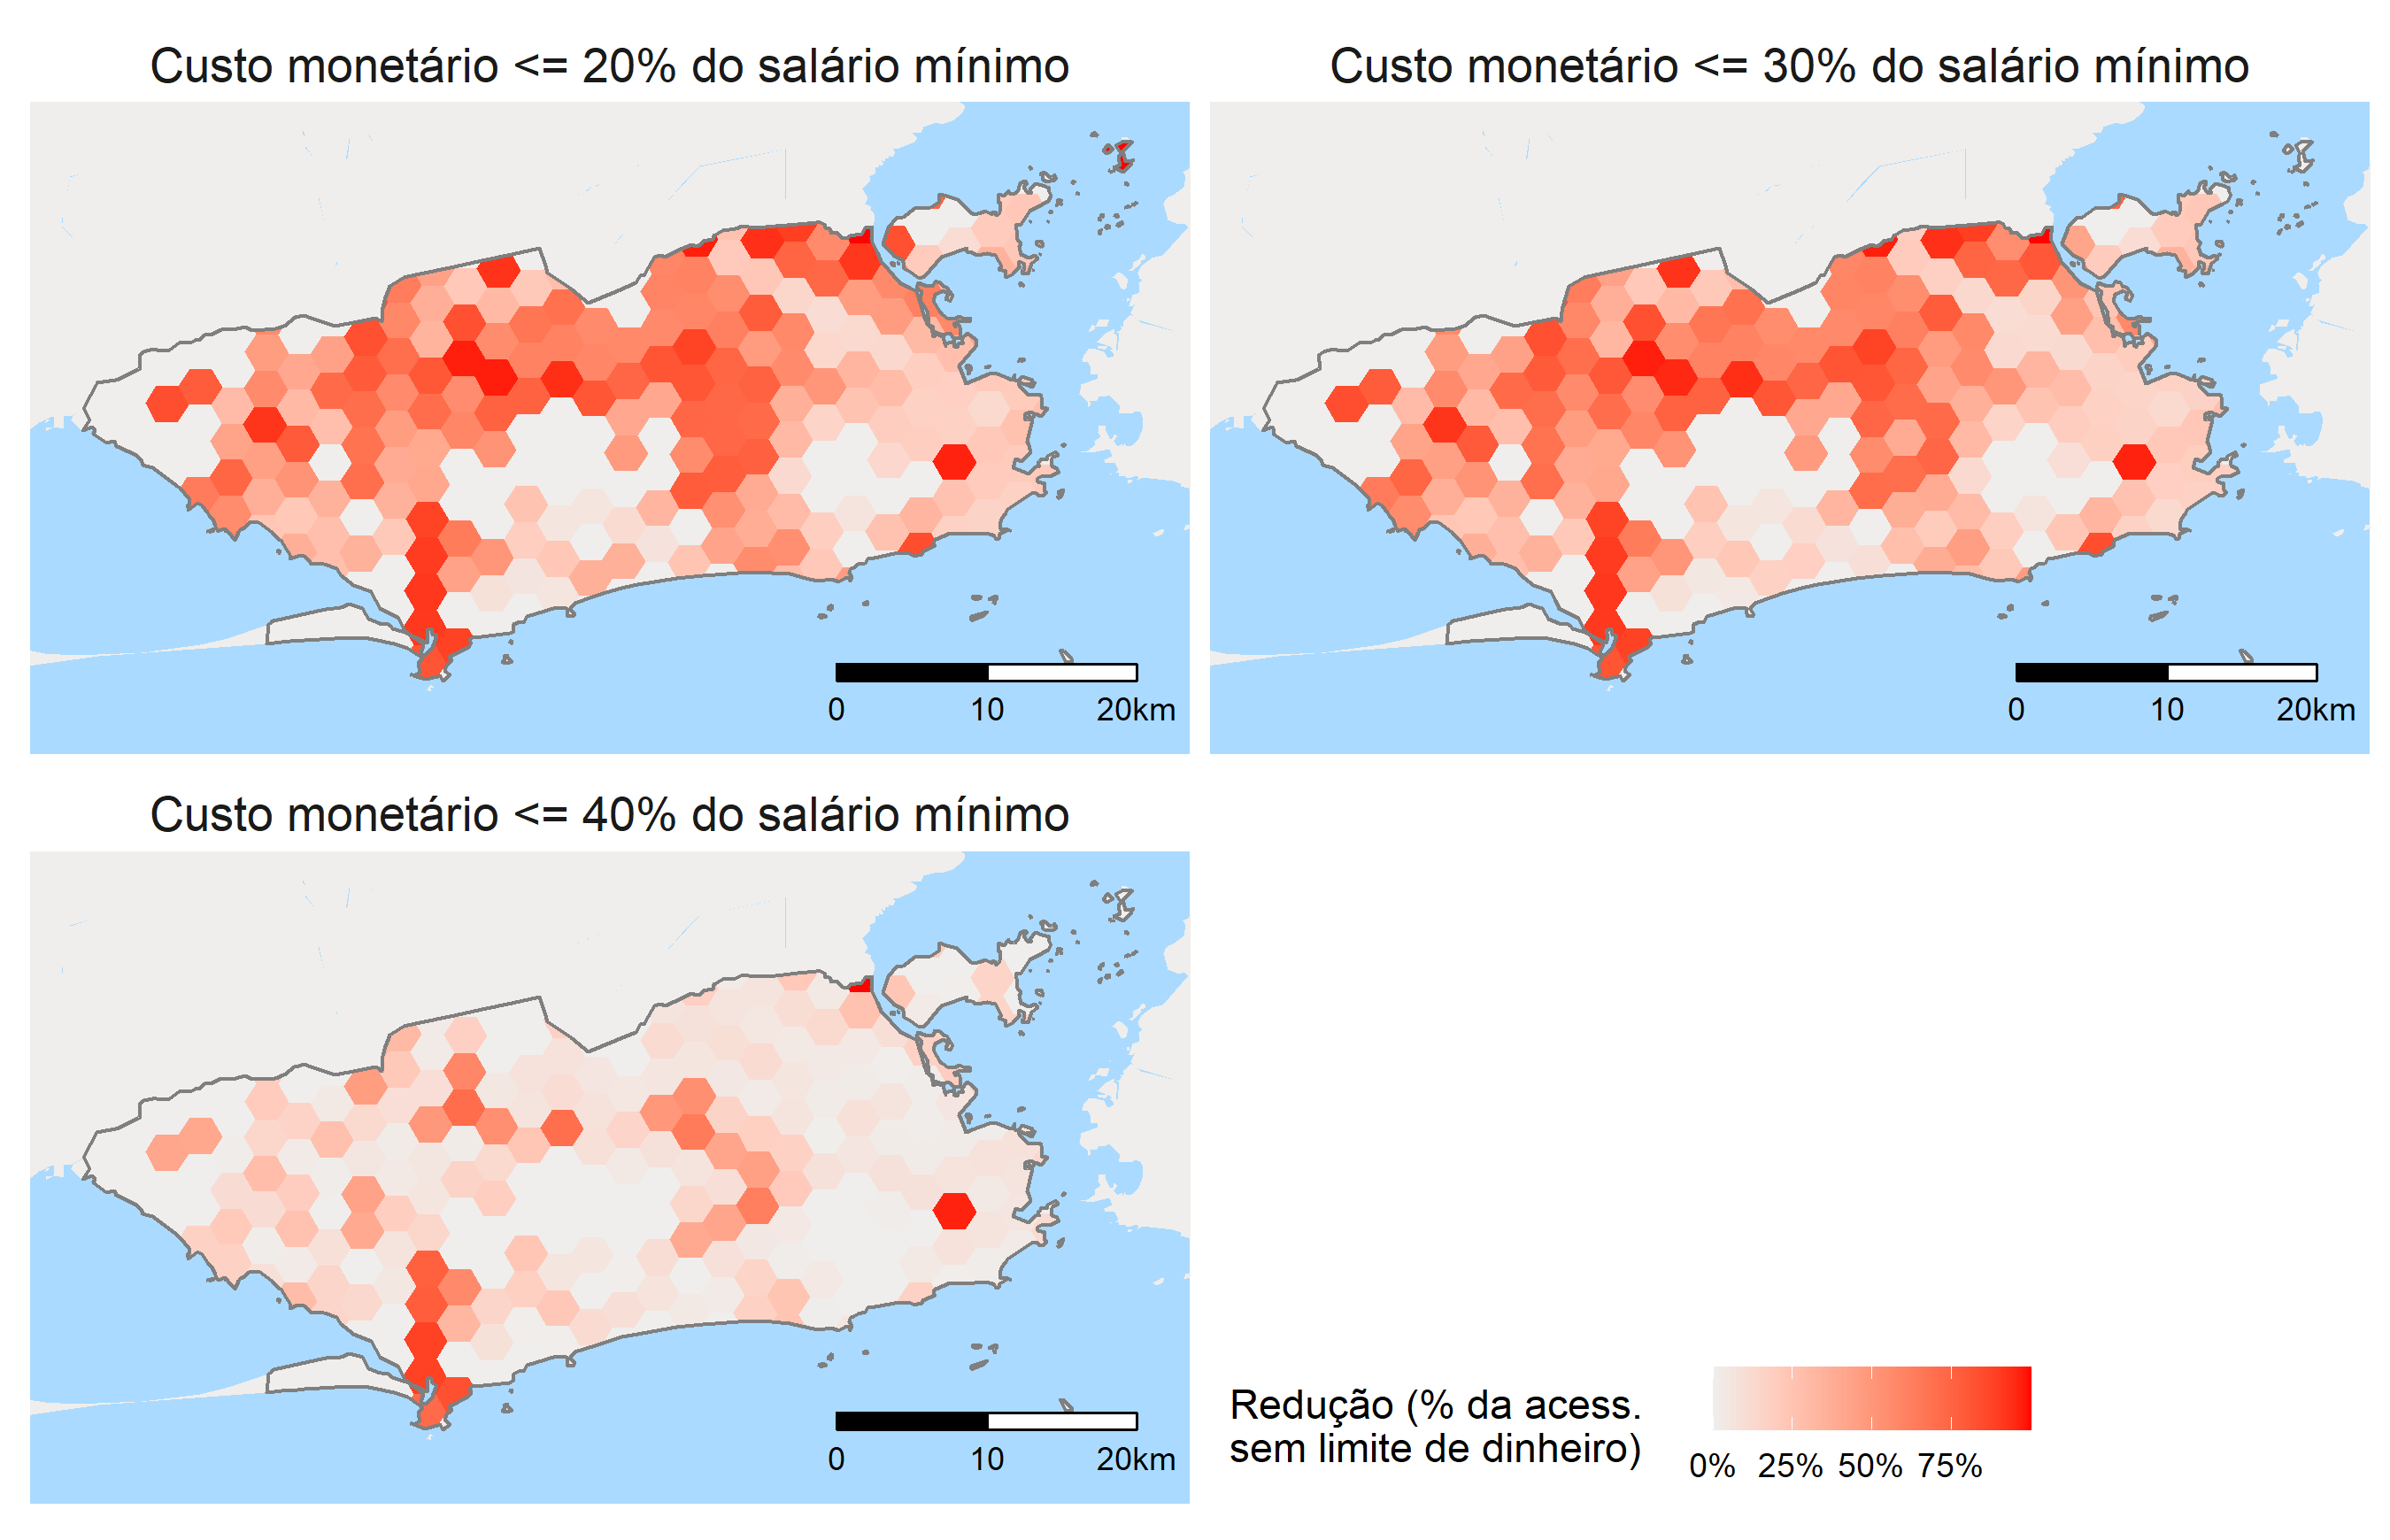 Custo monetário <= 20% do salário mínimo
Custo monetário <= 30% do salário mínimo
0 10 20km
0 10 20km
Custo monetário <= 40% do salário mínimo
0 10 20km
Redução (% da acess.
sem limite de dinheiro)
0% 25% 50% 75%